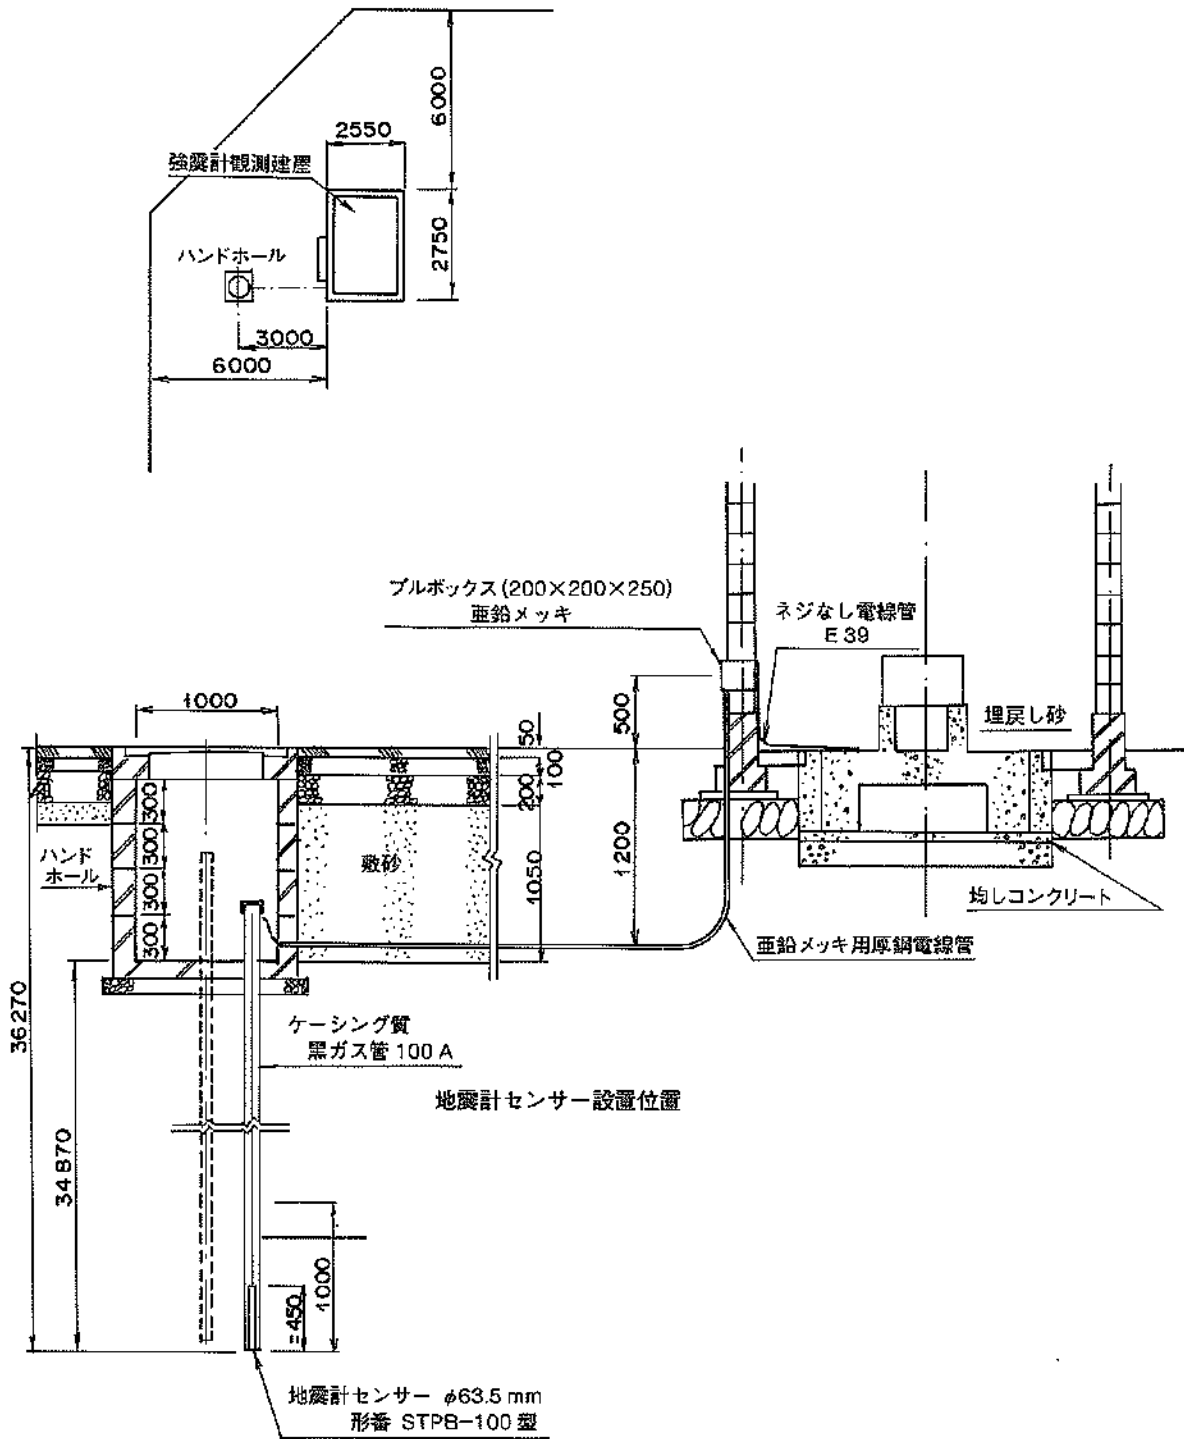 6000
2550
強震計観測建屋
2750
ハンドホール
3000
6000
プルボックス(200×200×250)
亜鉛メッキ
ネジなし電線管
E 39
1000
500
50
100
200
埋戻し砂
300
300
300
300
ハンド
ホール
敷砂
1050
1200
均しコンクリート
亜鉛メッキ用厚鋼電線管
36270
34870
ケーシング質
黒ガス管 100 A
地震計センサー設置位置
1000
=450
地震計センサー φ63.5 mm
形番 STPB-100 型